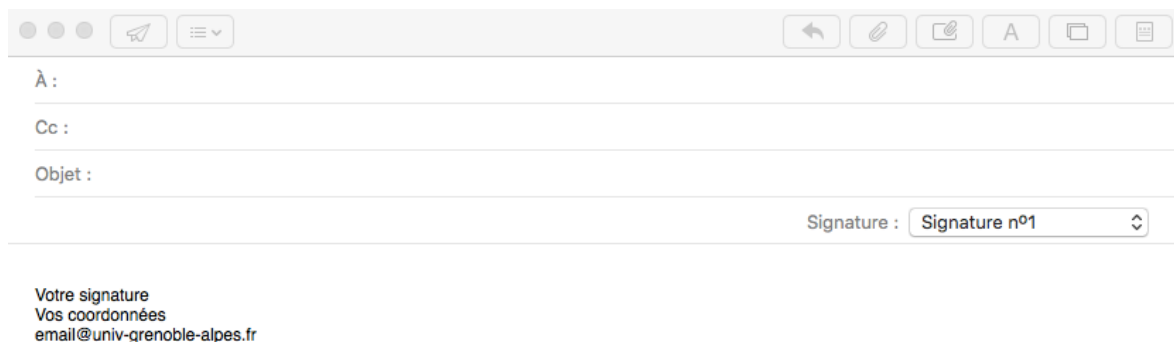 À :
Cc :
Objet :
Signature : Signature nº1
Votre signature
Vos coordonnées
email@univ-grenoble-alpes.fr